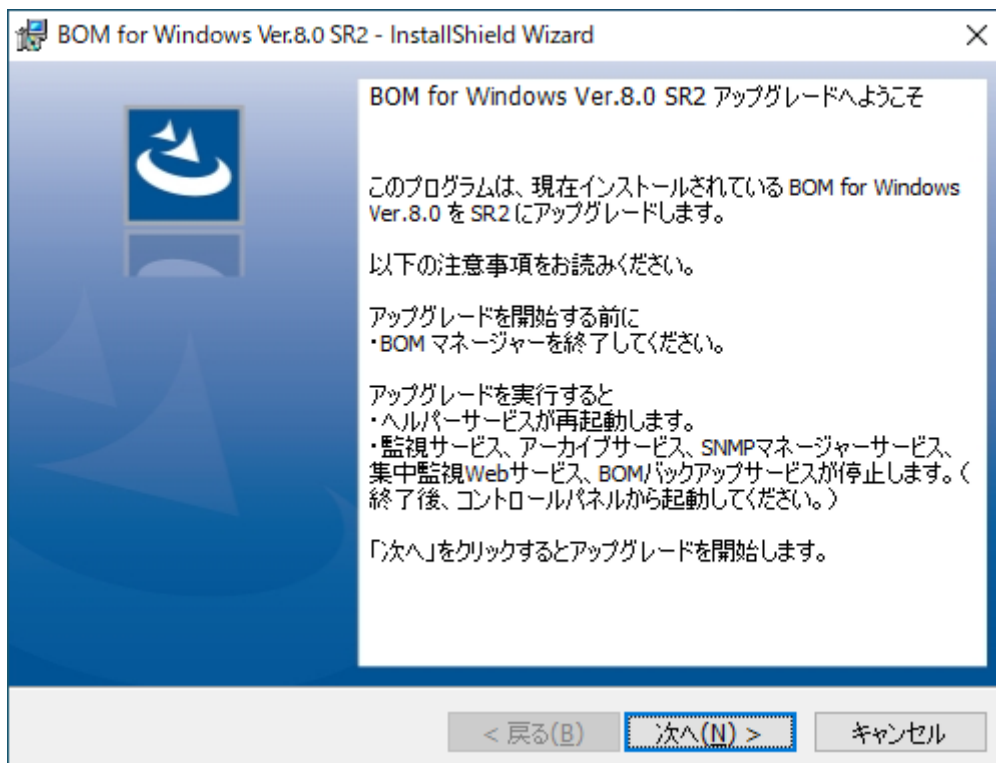 BOM for Windows Ver.8.0 SR2 - InstallShield Wizard
BOM for Windows Ver.8.0 SR2 アップグレードへようこそ
このプログラムは、現在インストールされている BOM for Windows
Ver.8.0 を SR2 にアップグレードします。
以下の注意事項をお読みください。
アップグレードを開始する前に
・BOM マネージャーを終了してください。
アップグレードを実行すると
・ヘルパーサービスが再起動します。
・監視サービス、アーカイブサービス、SNMPマネージャーサービス、
集中監視Webサービス、BOMバックアップサービスが停止します。（
終了後、コントロールパネルから起動してください。）
「次へ」をクリックするとアップグレードを開始します。
< 戻る(B)
次へ(N) >
キャンセル